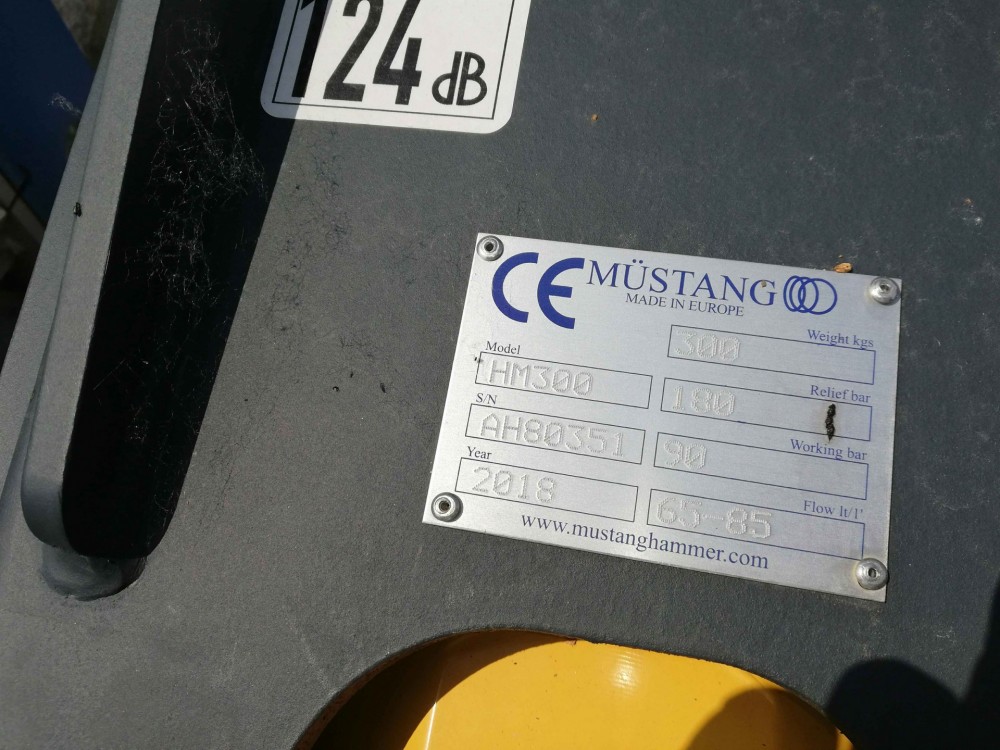 124 dB
CE MÜSTANG
MADE IN EUROPE
Weight kgs
300
Model
HM300
Relief bar
180
S/N
AH80351
Working bar
90
Year
2018
Flow lt/1'
65-85
www.mustanghammer.com